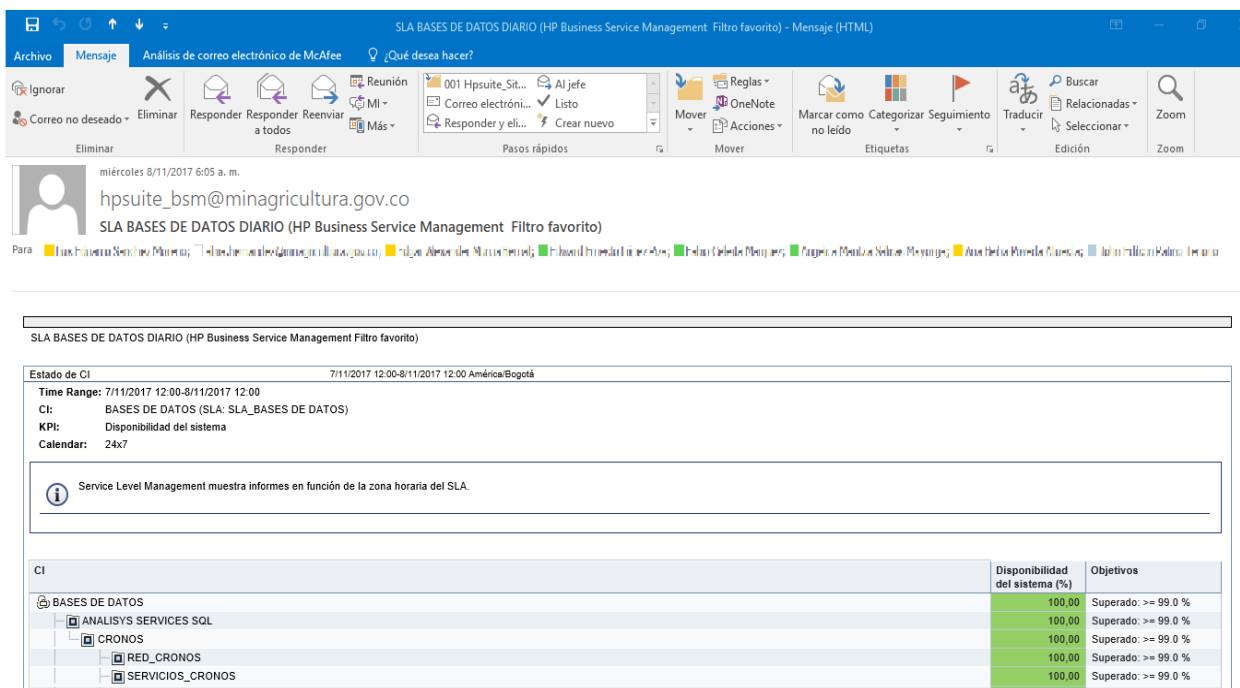 SLA BASES DE DATOS DIARIO (HP Business Service Management Filtro favorito) - Mensaje (HTML)
Archivo Mensaje Análisis de correo electrónico de McAfee ¿Qué desea hacer?
Ignorar
Correo no deseado
Eliminar
Eliminar
Responder
Responder a todos
Reenviar
Reunión
MI
Más
Responder
001 Hpsuite_Sit...
Correo electróni...
Responder y eli...
Al jefe
Listo
Crear nuevo
Pasos rápidos
Mover
Reglas
OneNote
Acciones
Mover
Marcar como no leído
Categorizar
Seguimiento
Etiquetas
Traducir
Buscar
Relacionadas
Seleccionar
Edición
Zoom
Zoom
miércoles 8/11/2017 6:05 a. m.
hpsuite_bsm@minagricultura.gov.co
SLA BASES DE DATOS DIARIO (HP Business Service Management Filtro favorito)
Para
SLA BASES DE DATOS DIARIO (HP Business Service Management Filtro favorito)
Estado de CI 7/11/2017 12:00-8/11/2017 12:00 América/Bogotá
Time Range: 7/11/2017 12:00-8/11/2017 12:00
CI: BASES DE DATOS (SLA: SLA_BASES DE DATOS)
KPI: Disponibilidad del sistema
Calendar: 24x7
Service Level Management muestra informes en función de la zona horaria del SLA.
CI Disponibilidad del sistema (%) Objetivos
BASES DE DATOS 100,00 Superado: >= 99.0 %
ANALISYS SERVICES SQL 100,00 Superado: >= 99.0 %
CRONOS 100,00 Superado: >= 99.0 %
RED_CRONOS 100,00 Superado: >= 99.0 %
SERVICIOS_CRONOS 100,00 Superado: >= 99.0 %